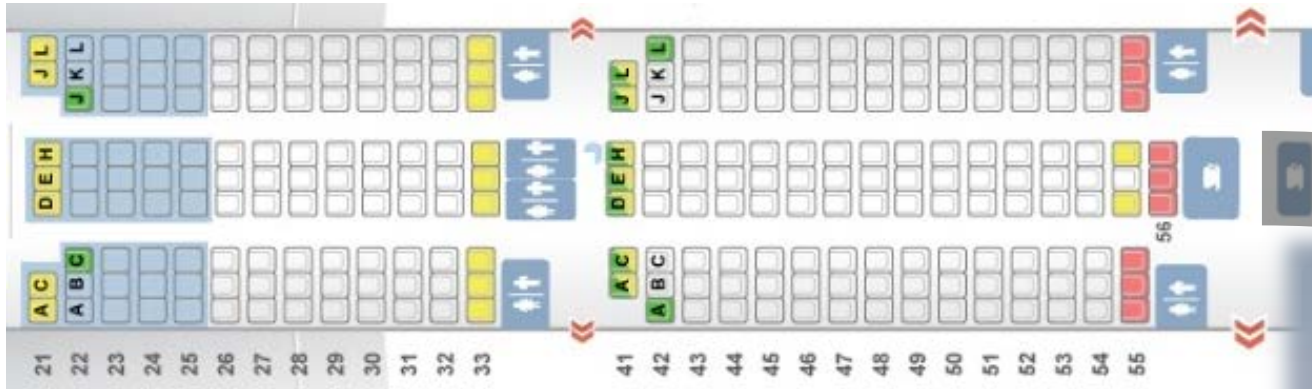 J L J K L J L J K L
D E H D E H
A C A B C A C A B C
56
21 22 23 24 25 26 27 28 29 30 31 32 33 41 42 43 44 45 46 47 48 49 50 51 52 53 54 55